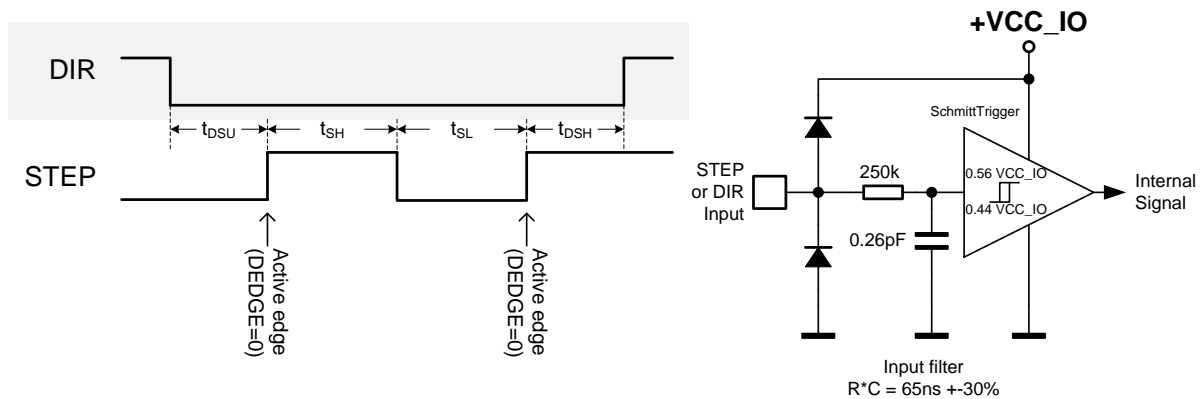 DIR
tDSU
tSH
tSL
tDSH
STEP
Active edge
(DEDGE=0)
Active edge
(DEDGE=0)
+VCC_IO
SchmittTrigger
STEP
or DIR
Input
250k
0.56 VCC_IO
0.44 VCC_IO
Internal
Signal
0.26pF
Input filter
R*C = 65ns +-30%